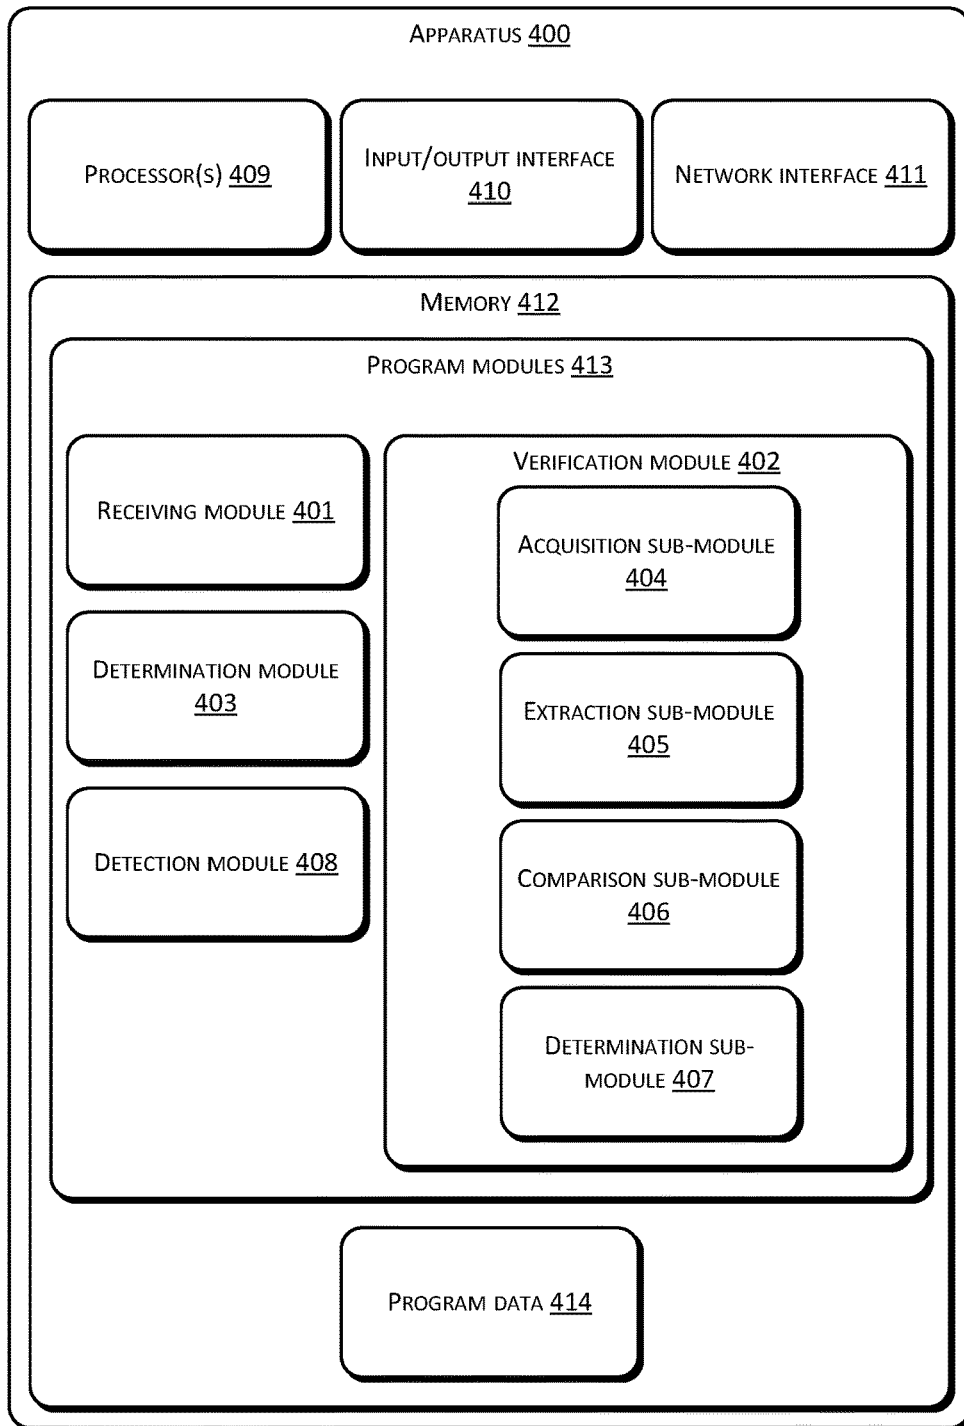 Apparatus 400
Processor(s) 409
Input/output interface
410
Network interface 411
Memory 412
Program modules 413
Receiving module 401
Determination module
403
Detection module 408
Verification module 402
Acquisition sub-module
404
Extraction sub-module
405
Comparison sub-module
406
Determination sub-
module 407
Program data 414